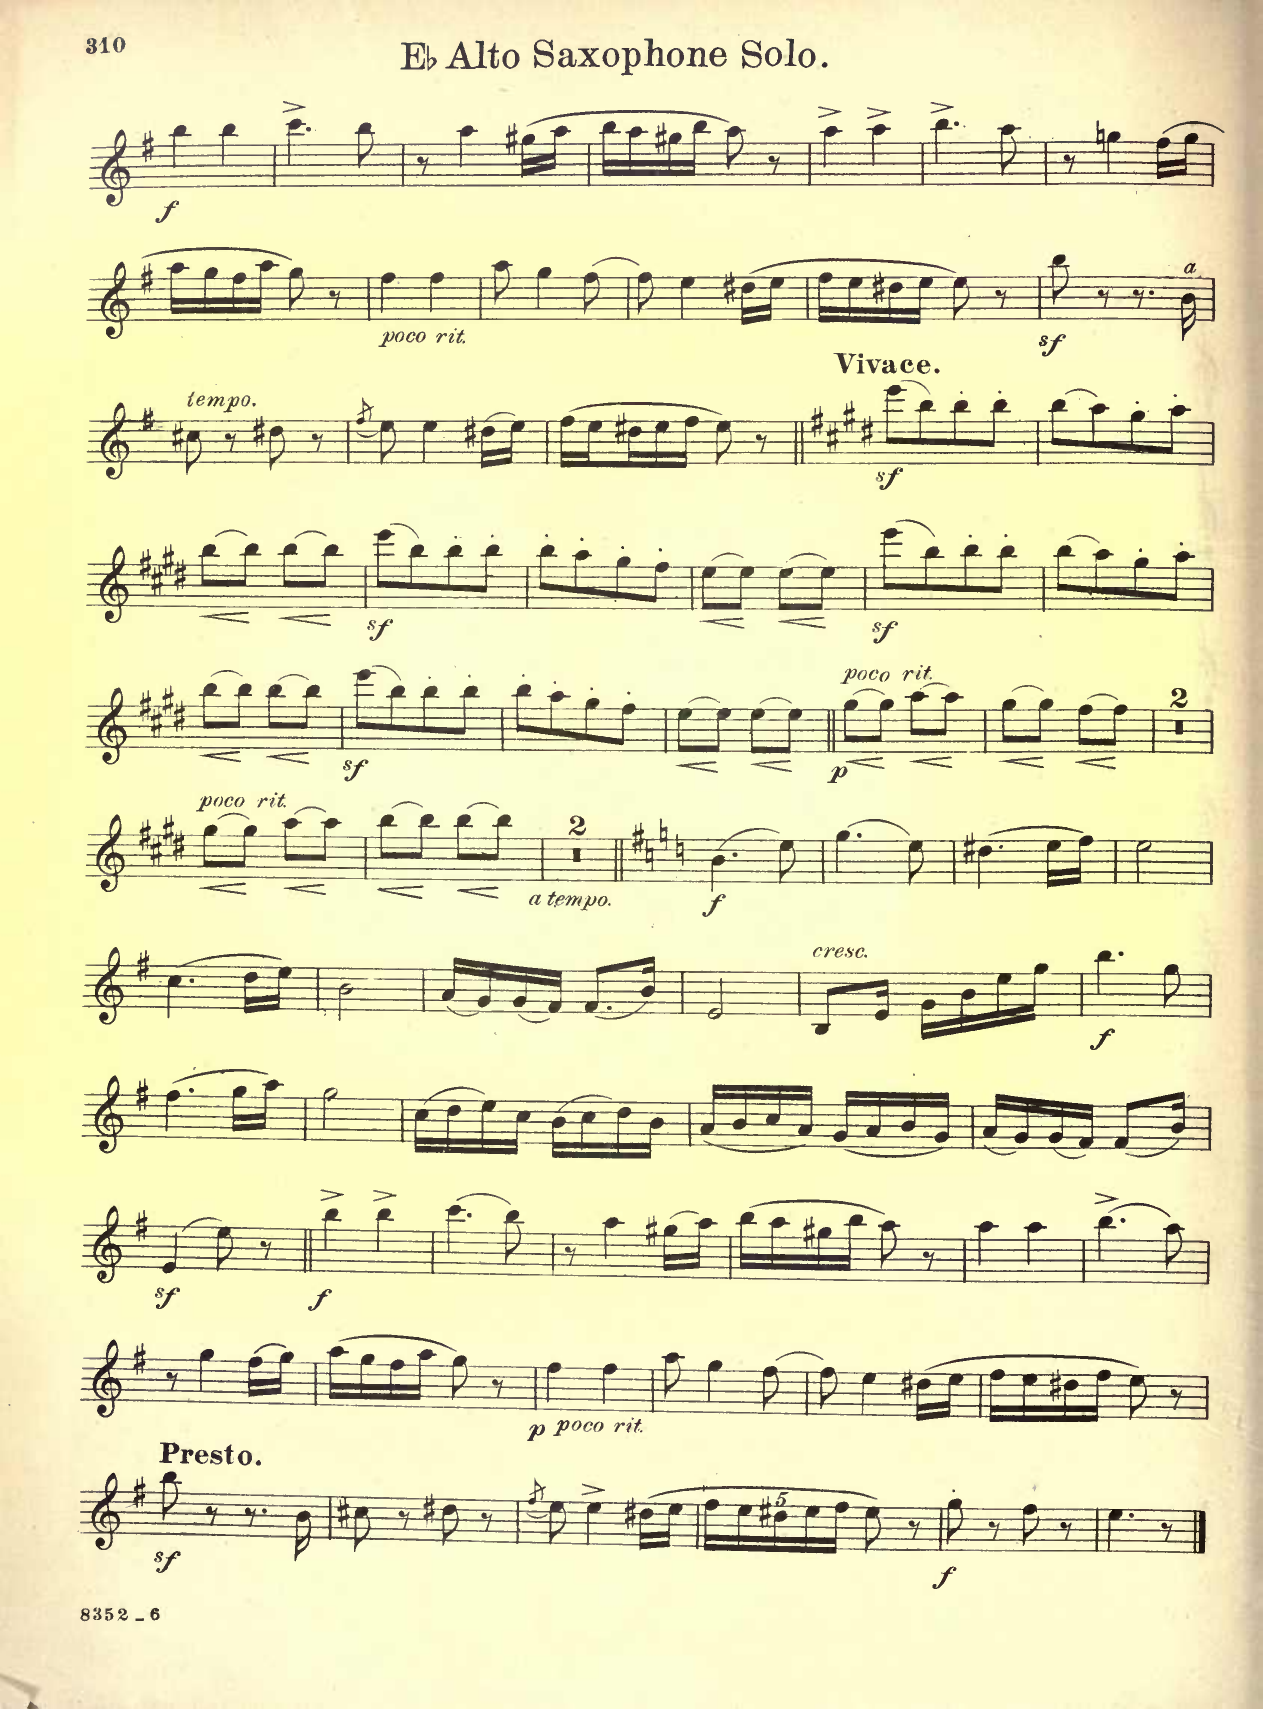 310
E♭ Alto Saxophone Solo.
f
poco rit.
sf
a
tempo.
Vivace.
sf
sf
sf
poco rit.
sf
p
2
poco rit.
2
a tempo.
f
cresc.
f
sf
f
p poco rit.
Presto.
5
sf
f
8352 _ 6